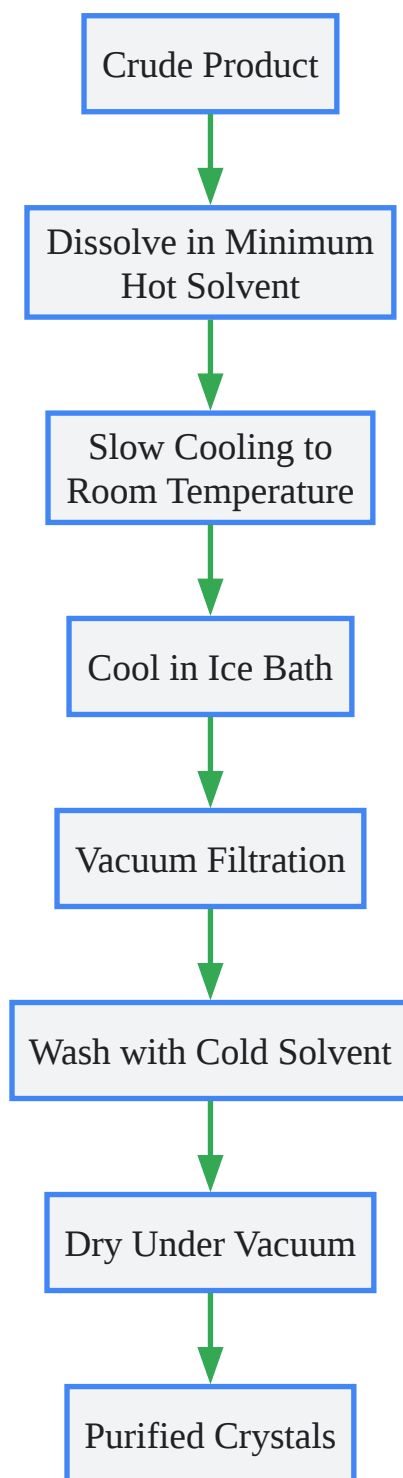 Crude Product
Dissolve in Minimum
Hot Solvent
Slow Cooling to
Room Temperature
Cool in Ice Bath
Vacuum Filtration
Wash with Cold Solvent
Dry Under Vacuum
Purified Crystals